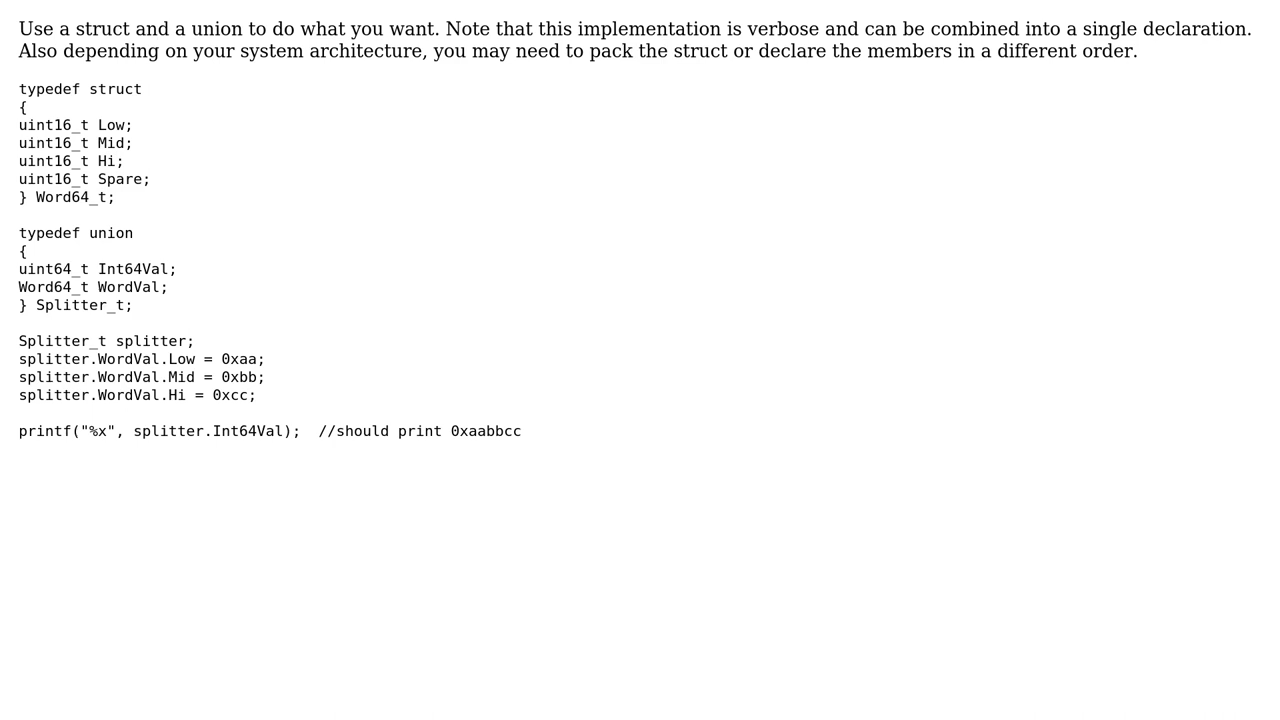 Use a struct and a union to do what you want. Note that this implementation is verbose and can be combined into a single declaration.
Also depending on your system architecture, you may need to pack the struct or declare the members in a different order.
typedef struct
{
uint16_t Low;
uint16_t Mid;
uint16_t Hi;
uint16_t Spare;
} Word64_t;
typedef union
{
uint64_t Int64Val;
Word64_t WordVal;
} Splitter_t;
Splitter_t splitter;
splitter.WordVal.Low = 0xaa;
splitter.WordVal.Mid = 0xbb;
splitter.WordVal.Hi = 0xcc;
printf("%x", splitter.Int64Val);  //should print 0xaabbcc